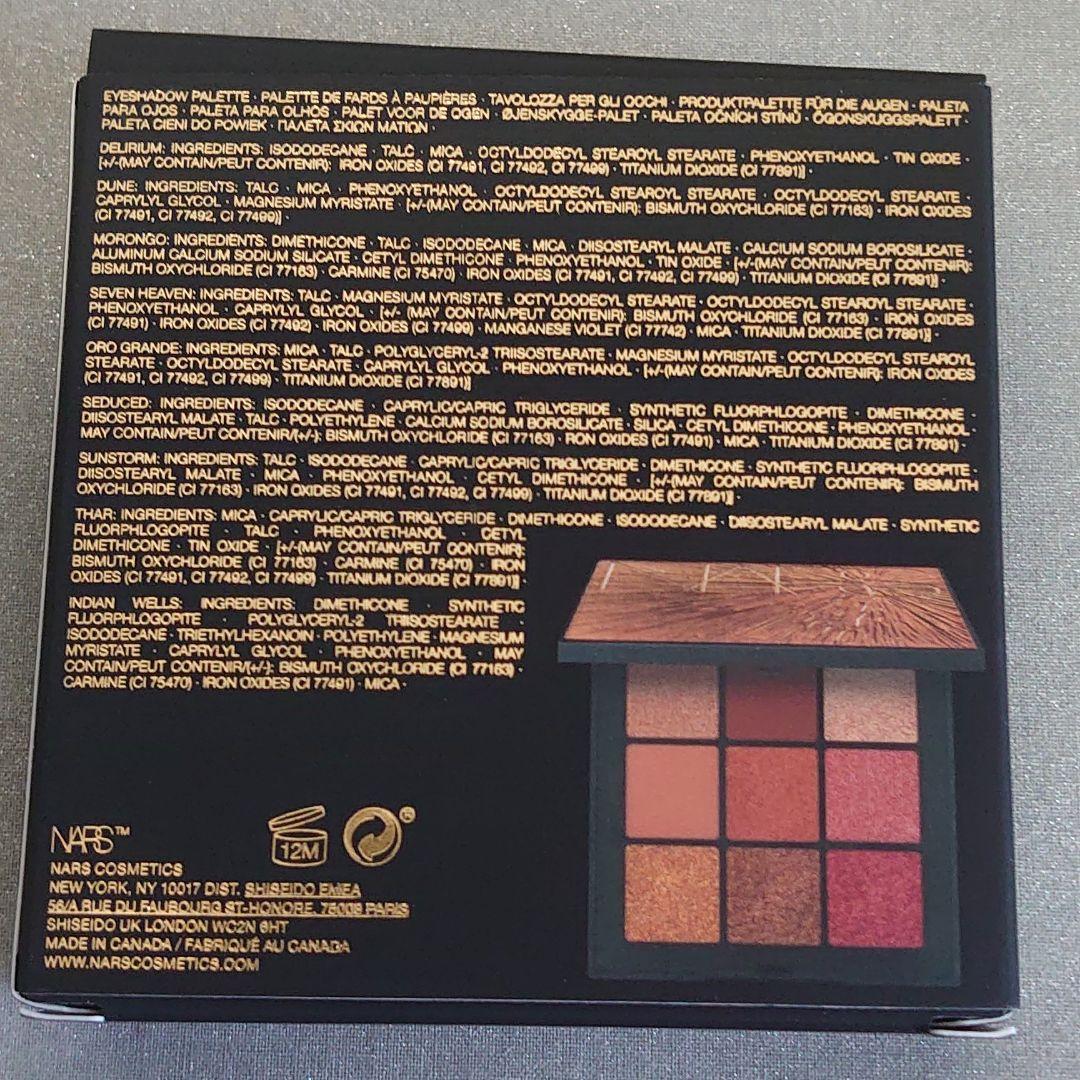 EYESHADOW PALETTE · PALETTE DE FARDS À PAUPIÈRES · TAVOLOZZA PER GLI OCCHI · PRODUKTPALETTE FÜR DIE AUGEN · PALETA
PARA OJOS · PALETA PARA OLHOS · PALET VOOR DE OGEN · ØJENSKYGGE-PALET · PALETA OČNÍCH STÍNŮ · ÖGONSKUGGSPALETT ·
PALETA CIENI DO POWIEK · ΠΑΛΕΤΑ ΣΚΙΩΝ ΜΑΤΙΩΝ ·
DELIRIUM: INGREDIENTS: ISODODECANE · TALC · MICA · OCTYLDODECYL STEAROYL STEARATE · PHENOXYETHANOL · TIN OXIDE ·
[+/-(MAY CONTAIN/PEUT CONTENIR): IRON OXIDES (CI 77491, CI 77492, CI 77499) · TITANIUM DIOXIDE (CI 77891)] ·
DUNE: INGREDIENTS: TALC · MICA · PHENOXYETHANOL · OCTYLDODECYL STEAROYL STEARATE · OCTYLDODECYL STEARATE ·
CAPRYLYL GLYCOL · MAGNESIUM MYRISTATE · [+/-(MAY CONTAIN/PEUT CONTENIR): BISMUTH OXYCHLORIDE (CI 77163) · IRON OXIDES
(CI 77491, CI 77492, CI 77499)] ·
MORONGO: INGREDIENTS: DIMETHICONE · TALC · ISODODECANE · MICA · DIISOSTEARYL MALATE · CALCIUM SODIUM BOROSILICATE ·
ALUMINUM CALCIUM SODIUM SILICATE · CETYL DIMETHICONE · PHENOXYETHANOL · TIN OXIDE · [+/-(MAY CONTAIN/PEUT CONTENIR):
BISMUTH OXYCHLORIDE (CI 77163) · CARMINE (CI 75470) · IRON OXIDES (CI 77491, CI 77492, CI 77499) · TITANIUM DIOXIDE (CI 77891)] ·
SEVEN HEAVEN: INGREDIENTS: TALC · MAGNESIUM MYRISTATE · OCTYLDODECYL STEARATE · OCTYLDODECYL STEAROYL STEARATE ·
PHENOXYETHANOL · CAPRYLYL GLYCOL · [+/- (MAY CONTAIN/PEUT CONTENIR): BISMUTH OXYCHLORIDE (CI 77163) · IRON OXIDES
(CI 77491) · IRON OXIDES (CI 77492) · IRON OXIDES (CI 77499) · MANGANESE VIOLET (CI 77742) · MICA · TITANIUM DIOXIDE (CI 77891)] ·
ORO GRANDE: INGREDIENTS: MICA · TALC · POLYGLYCERYL-2 TRIISOSTEARATE · MAGNESIUM MYRISTATE · OCTYLDODECYL STEAROYL
STEARATE · OCTYLDODECYL STEARATE · CAPRYLYL GLYCOL · PHENOXYETHANOL · [+/-(MAY CONTAIN/PEUT CONTENIR): IRON OXIDES
(CI 77491, CI 77492, CI 77499) · TITANIUM DIOXIDE (CI 77891)]
SEDUCED: INGREDIENTS: ISODODECANE · CAPRYLIC/CAPRIC TRIGLYCERIDE · SYNTHETIC FLUORPHLOGOPITE · DIMETHICONE ·
DIISOSTEARYL MALATE · TALC · POLYETHYLENE · CALCIUM SODIUM BOROSILICATE · SILICA · CETYL DIMETHICONE · PHENOXYETHANOL ·
MAY CONTAIN/PEUT CONTENIR/(+/-): BISMUTH OXYCHLORIDE (CI 77163) · RON OXIDES (CI 77491) · MICA · TITANIUM DIOXIDE (CI 77891) ·
SUNSTORM: INGREDIENTS: TALC · ISODODECANE · CAPRYLIC/CAPRIC TRIGLYCERIDE · DIMETHICONE · SYNTHETIC FLUORPHLOGOPITE ·
DIISOSTEARYL MALATE · MICA · PHENOXYETHANOL · CETYL DIMETHICONE · [+/-(MAY CONTAIN/PEUT CONTENIR): BISMUTH
OXYCHLORIDE (CI 77163) · IRON OXIDES (CI 77491, CI 77492, CI 77499) · TITANIUM DIOXIDE (CI 77891)] ·
THAR: INGREDIENTS: MICA · CAPRYLIC/CAPRIC TRIGLYCERIDE · DIMETHICONE · ISODODECANE · DIISOSTEARYL MALATE · SYNTHETIC
FLUORPHLOGOPITE · TALC · PHENOXYETHANOL · CETYL
DIMETHICONE · TIN OXIDE · [+/-(MAY CONTAIN/PEUT CONTENIR):
BISMUTH OXYCHLORIDE (CI 77163) · CARMINE (CI 75470) · IRON
OXIDES (CI 77491, CI 77492, CI 77499) · TITANIUM DIOXIDE (CI 77891)] ·
INDIAN WELLS: INGREDIENTS: DIMETHICONE · SYNTHETIC
FLUORPHLOGOPITE · POLYGLYCERYL-2 TRIISOSTEARATE ·
ISODODECANE · TRIETHYLHEXANOIN · POLYETHYLENE · MAGNESIUM
MYRISTATE · CAPRYLYL GLYCOL · PHENOXYETHANOL · MAY
CONTAIN/PEUT CONTENIR/(+/-): BISMUTH OXYCHLORIDE (CI 77163) ·
CARMINE (CI 75470) · IRON OXIDES (CI 77491) · MICA ·
NARS™
12M
®
NARS COSMETICS
NEW YORK, NY 10017 DIST. SHISEIDO EMEA
56/A RUE DU FAUBOURG ST-HONORE, 75008 PARIS
SHISEIDO UK LONDON WC2N 6HT
MADE IN CANADA / FABRIQUÉ AU CANADA
WWW.NARSCOSMETICS.COM